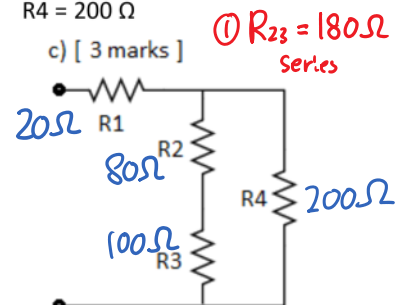 R4 = 200 Ω
① R23 = 180Ω
series
c) [ 3 marks ]
20Ω R1
R2
80Ω
R4 200Ω
100Ω
R3